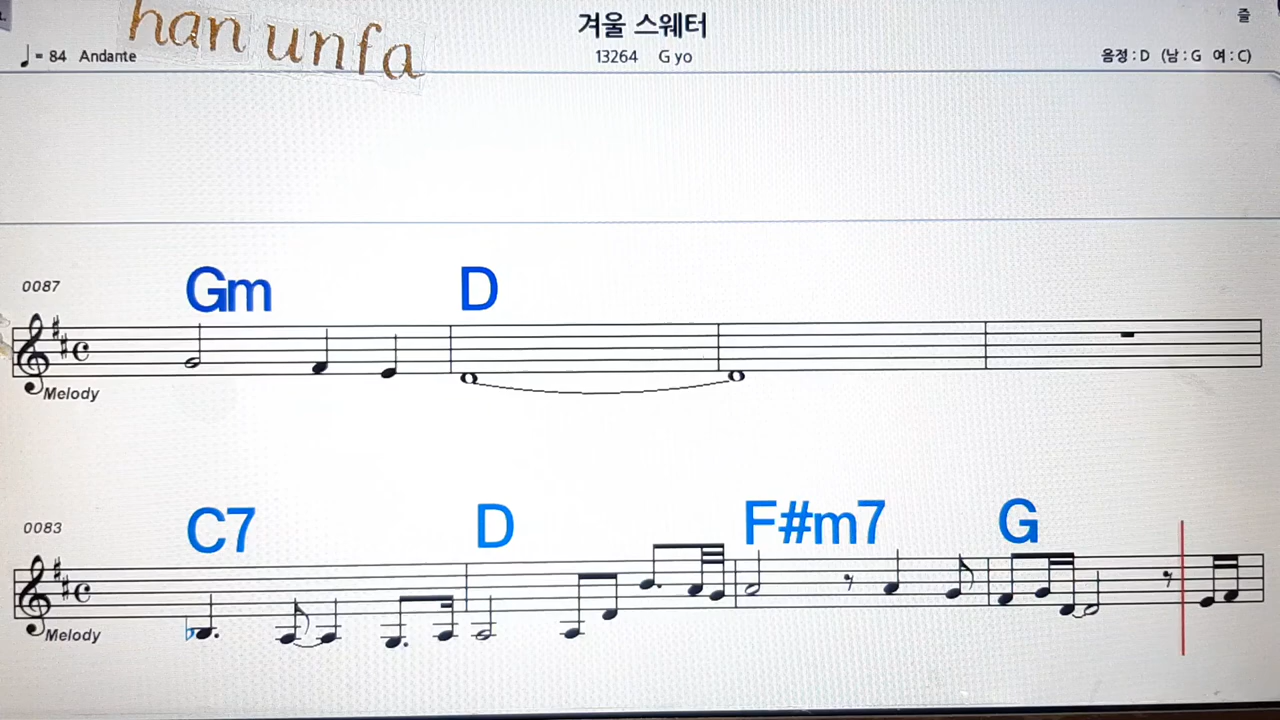 han unfa
겨울 스웨터
즐
♩= 84 Andante
13264 G yo
음정 : D (남 : G 여 : C)
0087
Gm D
Melody
0083
C7 D F#m7 G
Melody